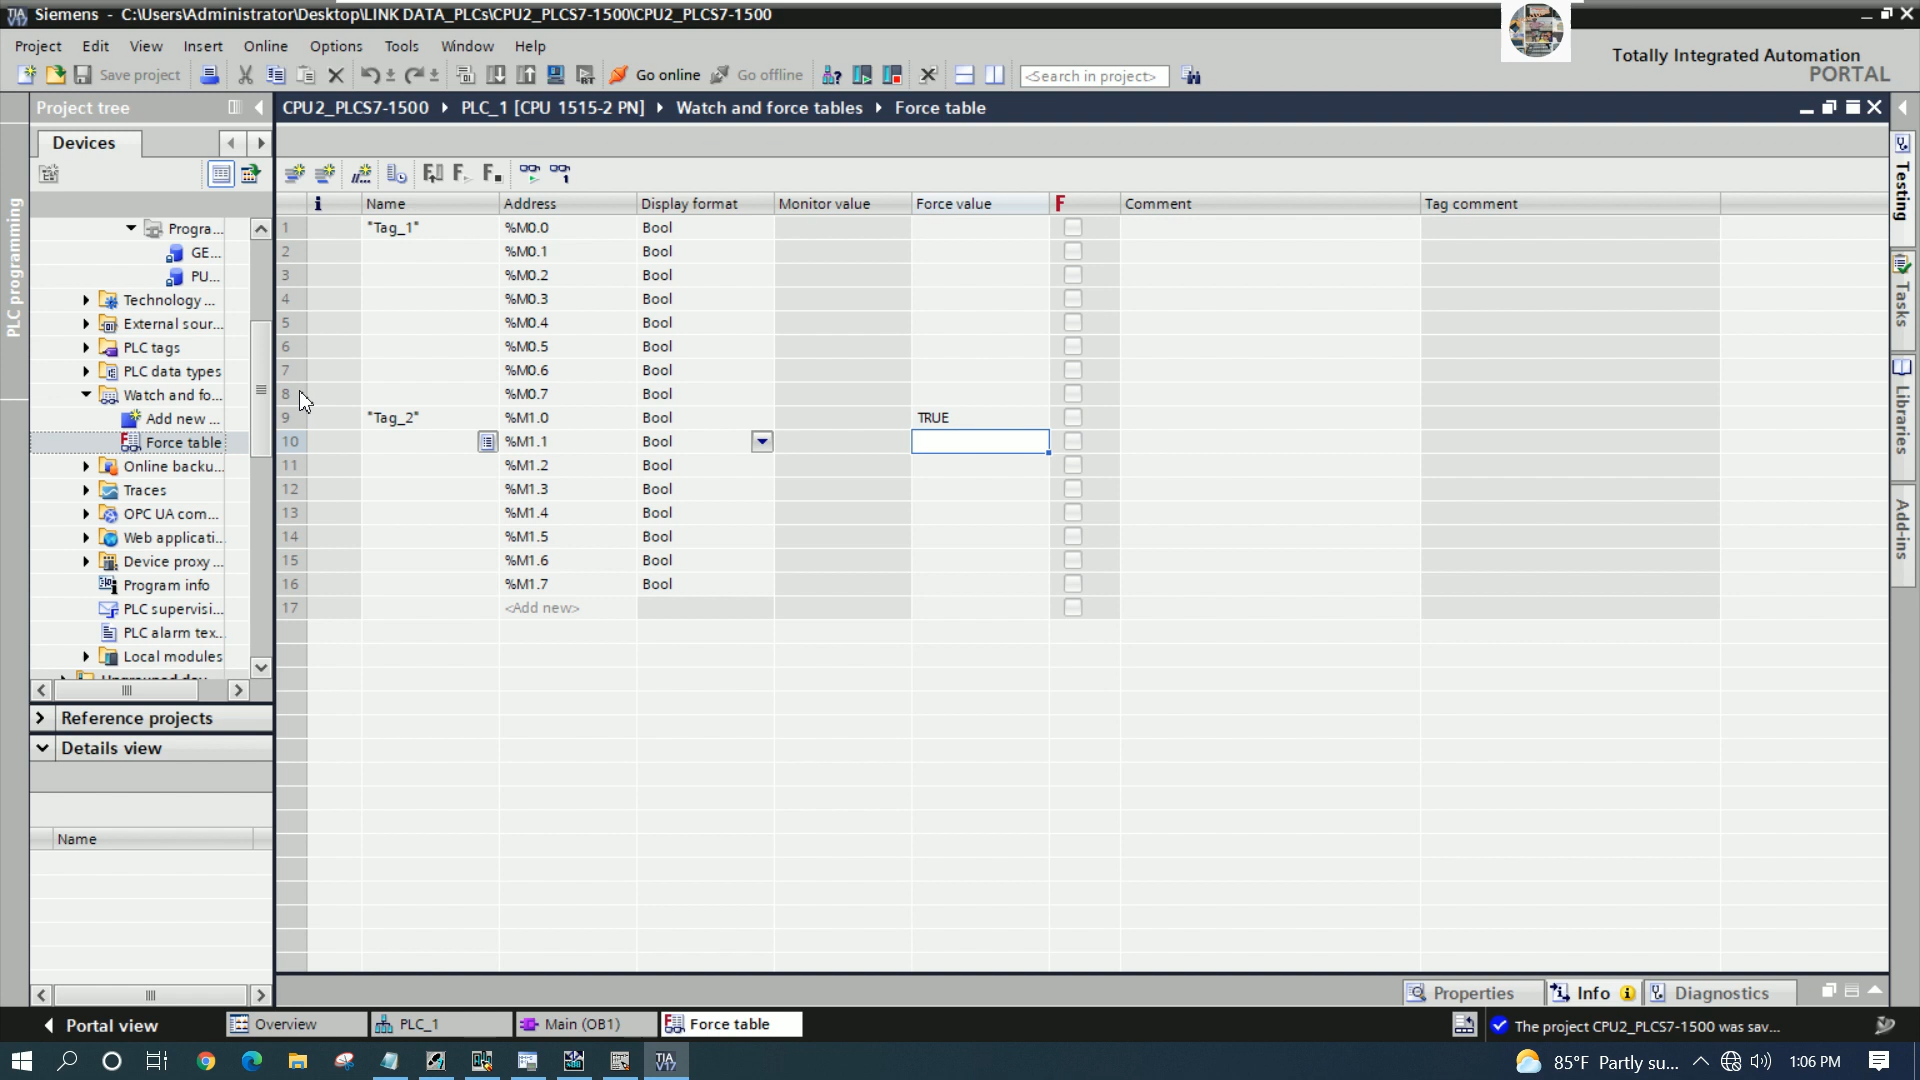 Siemens - C:\Users\Administrator\Desktop\LINK DATA_PLCs\CPU2_PLCS7-1500\CPU2_PLCS7-1500
Project Edit View Insert Online Options Tools Window Help
Totally Integrated Automation
PORTAL
Save project Go online Go offline <Search in project>
Project tree
CPU2_PLCS7-1500 PLC_1 [CPU 1515-2 PN] Watch and force tables Force table
Devices
PLC programming
Progra...
GE...
PU...
Technology ...
External sour...
PLC tags
PLC data types
Watch and fo...
Add new ...
Force table
Online backu...
Traces
OPC UA com...
Web applicati...
Device proxy ...
Program info
PLC supervisi...
PLC alarm tex...
Local modules
Reference projects
Details view
Name
i Name Address Display format Monitor value Force value F Comment Tag comment
1 "Tag_1" %M0.0 Bool
2 %M0.1 Bool
3 %M0.2 Bool
4 %M0.3 Bool
5 %M0.4 Bool
6 %M0.5 Bool
7 %M0.6 Bool
8 %M0.7 Bool
9 "Tag_2" %M1.0 Bool TRUE
10 %M1.1 Bool
11 %M1.2 Bool
12 %M1.3 Bool
13 %M1.4 Bool
14 %M1.5 Bool
15 %M1.6 Bool
16 %M1.7 Bool
17 <Add new>
Testing
Tasks
Libraries
Add-ins
Properties Info Diagnostics
Portal view Overview PLC_1 Main (OB1) Force table The project CPU2_PLCS7-1500 was sav...
TIA V17 85°F Partly su... 1:06 PM